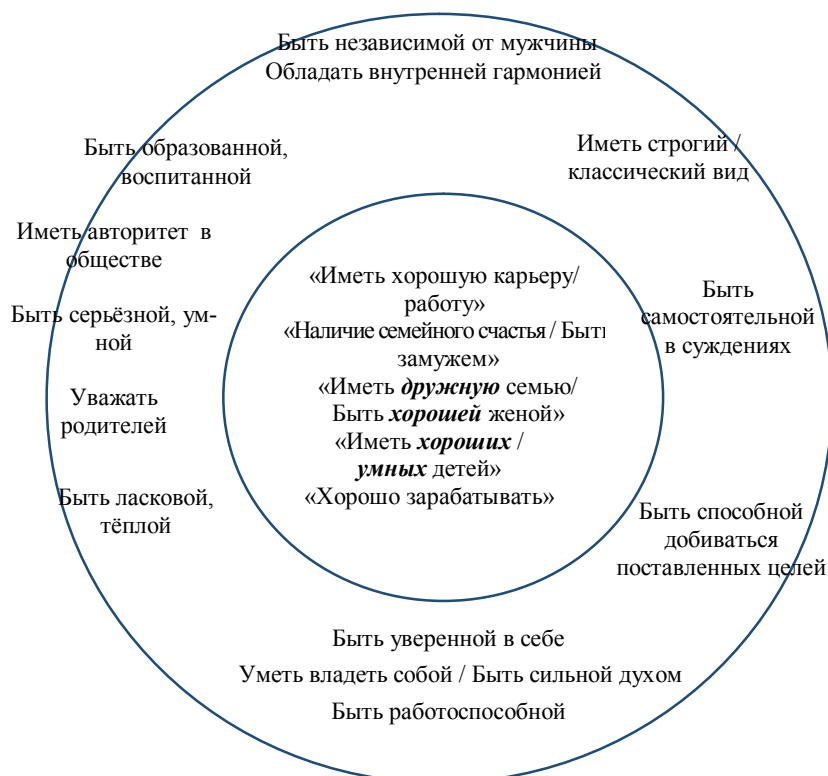 Быть независимой от мужчины
Обладать внутренней гармонией
Быть образованной,
воспитанной
Иметь строгий /
классический вид
Иметь авторитет в
обществе
Быть серьёзной, ум-
ной
Уважать
родителей
Быть ласковой,
тёплой
«Иметь хорошую карьеру/
работу»
«Наличие семейного счастья / Быть
замужем»
«Иметь дружную семью/
Быть хорошей женой»
«Иметь хороших /
умных детей»
«Хорошо зарабатывать»
Быть
самостоятельной
в суждениях
Быть способной
добиваться
поставленных целей
Быть уверенной в себе
Уметь владеть собой / Быть сильной духом
Быть работоспособной